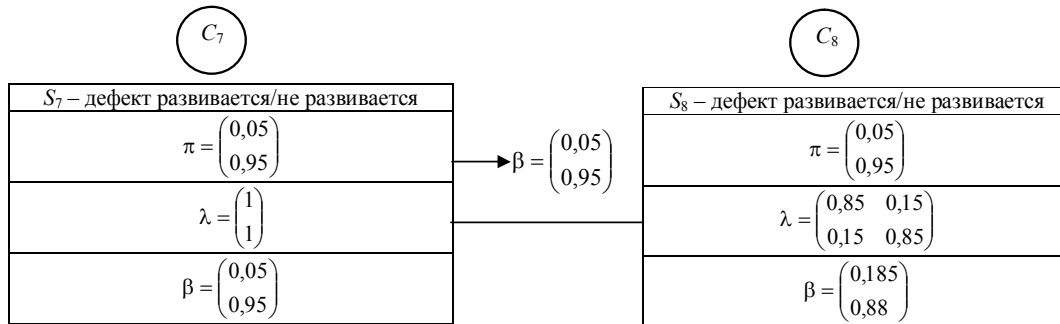 C₇
C₈
S₇ – дефект развивается/не развивается
π = (0,05
0,95)
λ = (1
1)
β = (0,05
0,95)
β = (0,05
0,95)
S₈ – дефект развивается/не развивается
π = (0,05
0,95)
λ = (0,85 0,15
0,15 0,85)
β = (0,185
0,88)